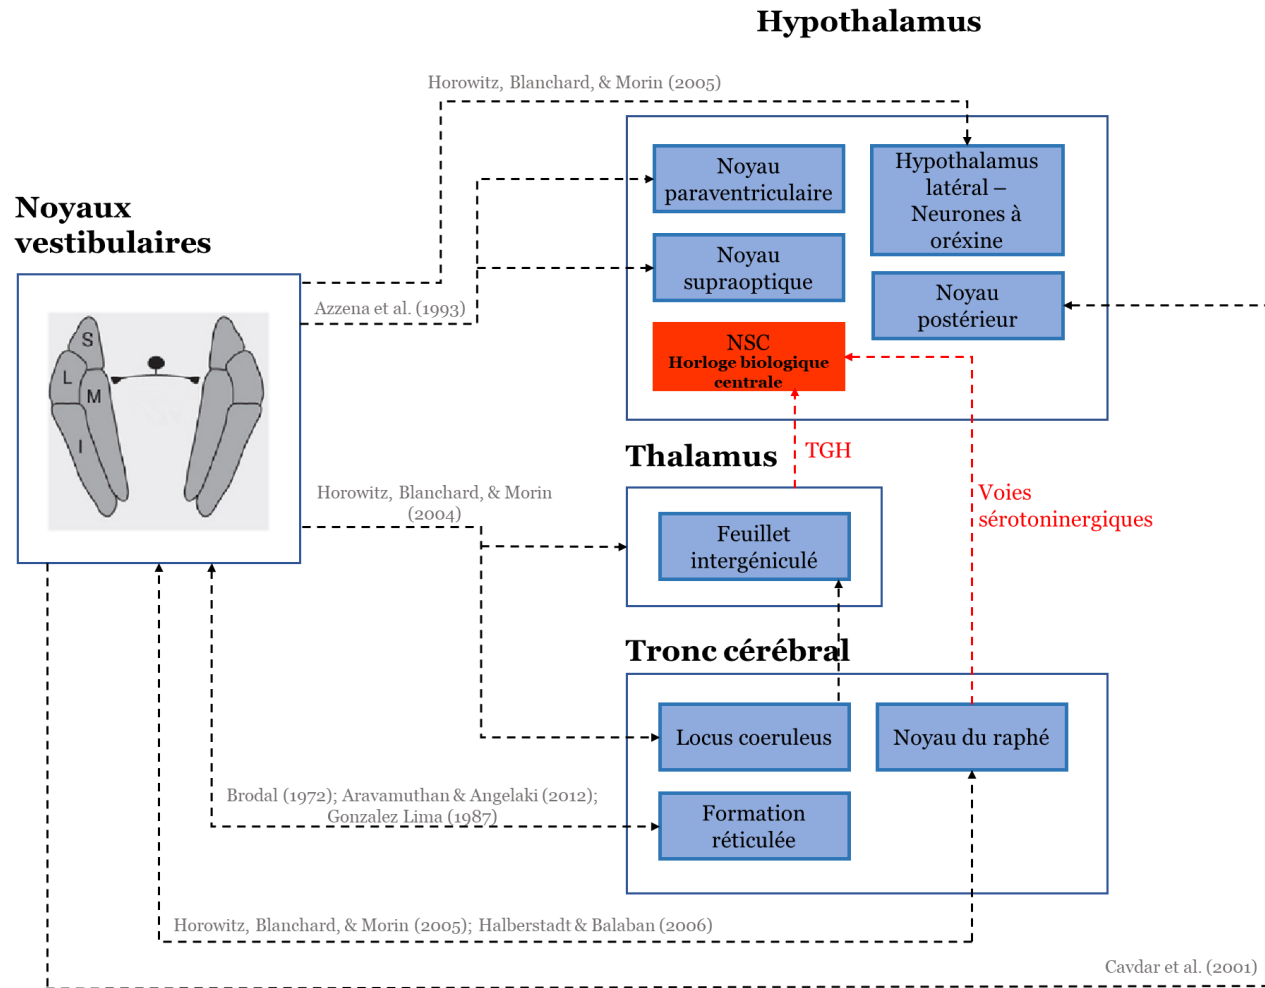 Hypothalamus
Horowitz, Blanchard, & Morin (2005)
Noyau
paraventriculaire
Hypothalamus
latéral –
Neurones à
oréxine
Noyaux
vestibulaires
Noyau
supraoptique
Noyau
postérieur
Azzena et al. (1993)
NSC
Horloge biologique
centrale
S
L
M
I
TGH
Thalamus
Voies
sérotoninergiques
Horowitz, Blanchard, & Morin
(2004)
Feuillet
intergéniculé
Tronc cérébral
Locus coeruleus
Noyau du raphé
Brodal (1972); Aravamuthan & Angelaki (2012);
Gonzalez Lima (1987)
Formation
réticulée
Horowitz, Blanchard, & Morin (2005); Halberstadt & Balaban (2006)
Cavdar et al. (2001)